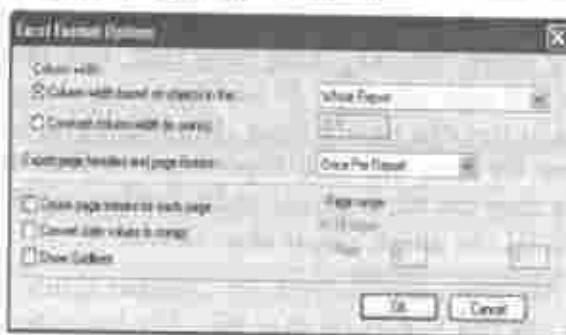 Excel Format Options
Column width
Column width based on objects in the: Whole Report
Constant column width (in points):
Export page headers and page footers: Once Per Report
Create page breaks for each page
Convert date values to strings
Show Gridlines
Page range
Cancel